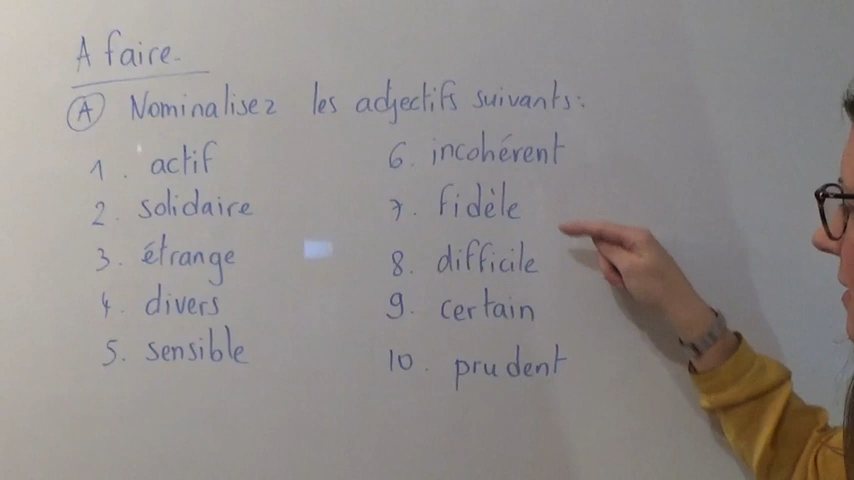 A faire.
A Nominalisez les adjectifs suivants:
1. actif
2. solidaire
3. étrange
4. divers
5. sensible
6. incohérent
7. fidèle
8. difficile
9. certain
10. prudent